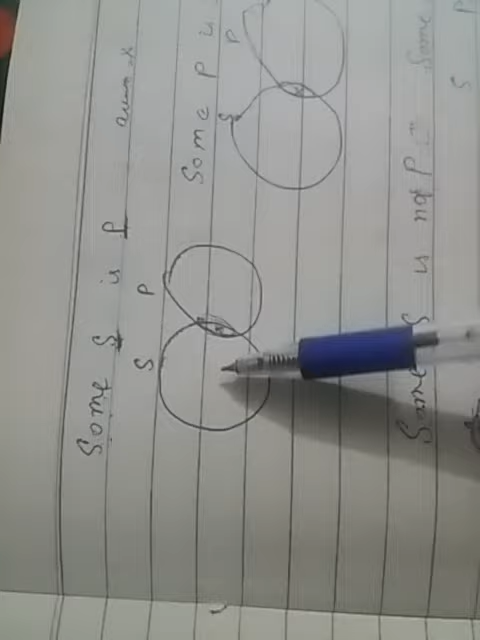 Some S is P
S P
Some P is
S P
Some S is not P
S